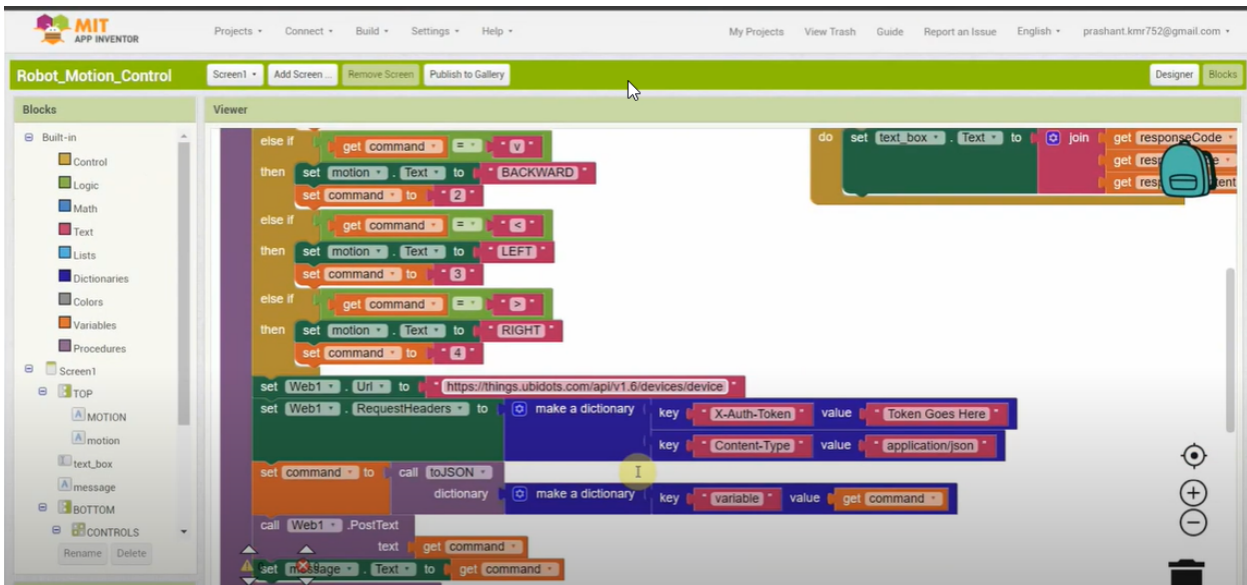 MIT
APP INVENTOR
Projects Connect Build Settings Help My Projects View Trash Guide Report an Issue English prashant.kmr752@gmail.com
Robot_Motion_Control Screen1 Add Screen ... Remove Screen Publish to Gallery Designer Blocks
Blocks
Built-in
Control
Logic
Math
Text
Lists
Dictionaries
Colors
Variables
Procedures
Screen1
TOP
MOTION
motion
text_box
message
BOTTOM
CONTROLS
Rename Delete
Viewer
else if get command = " v "
then set motion . Text to " BACKWARD "
set command to " 2 "
else if get command = " < "
then set motion . Text to " LEFT "
set command to " 3 "
else if get command = " > "
then set motion . Text to " RIGHT "
set command to " 4 "
set Web1 . Url to " https://things.ubidots.com/api/v1.6/devices/device "
set Web1 . RequestHeaders to make a dictionary key " X-Auth-Token " value " Token Goes Here "
key " Content-Type " value " application/json "
set command to call toJSON
dictionary make a dictionary key " variable " value get command
call Web1 .PostText
text get command
set message . Text to get command
do set text_box . Text to join get responseCode
get
get